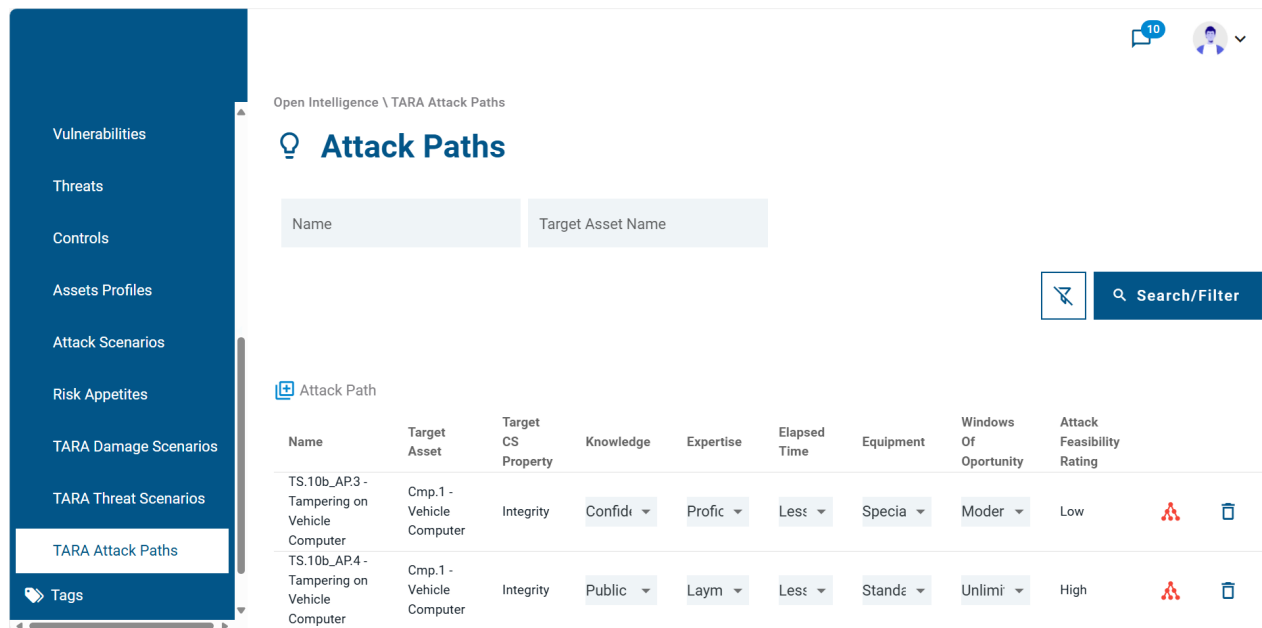 10
Open Intelligence \ TARA Attack Paths
Attack Paths
Vulnerabilities
Threats
Controls
Assets Profiles
Attack Scenarios
Risk Appetites
TARA Damage Scenarios
TARA Threat Scenarios
TARA Attack Paths
Tags
Name
Target Asset Name
Search/Filter
Attack Path
Name
Target
Asset
Target
CS
Property
Knowledge
Expertise
Elapsed
Time
Equipment
Windows
Of
Oportunity
Attack
Feasibility
Rating
TS.10b_AP.3 -
Tampering on
Vehicle
Computer
Cmp.1 -
Vehicle
Computer
Integrity
Confid
Profic
Less
Specia
Moder
Low
TS.10b_AP.4 -
Tampering on
Vehicle
Computer
Cmp.1 -
Vehicle
Computer
Integrity
Public
Laym
Less
Standa
Unlimi
High